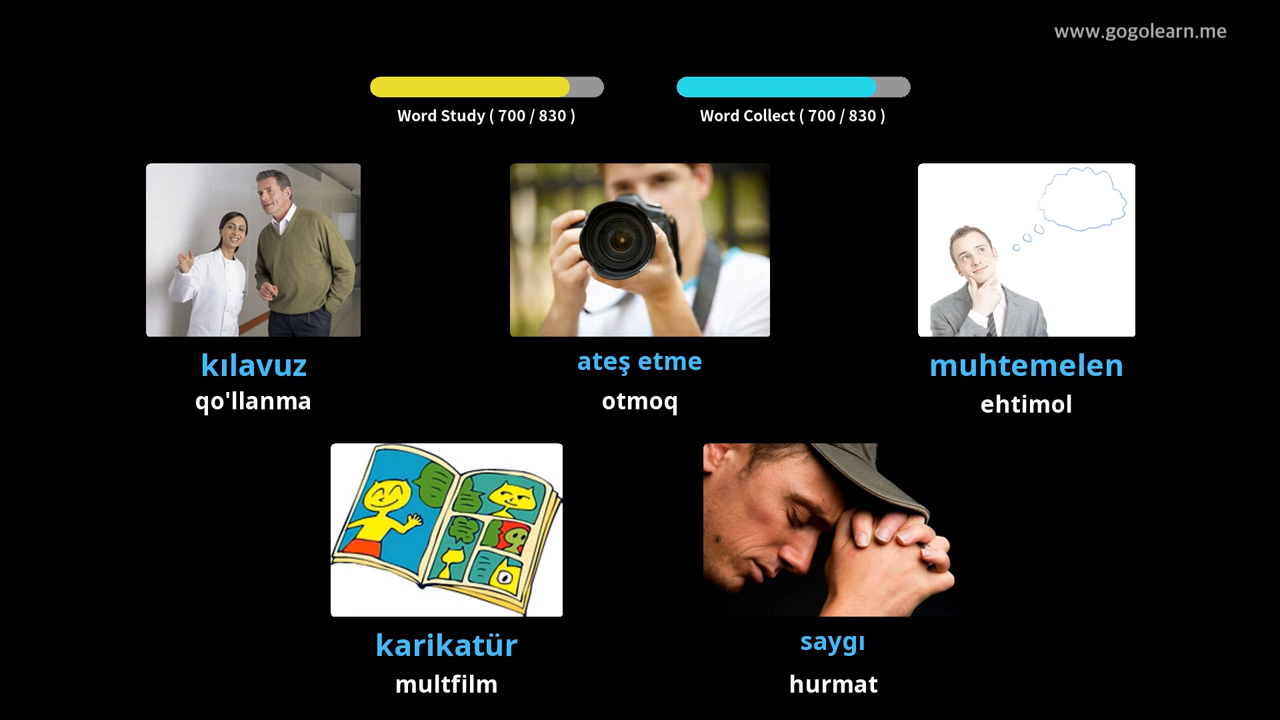 www.gogolearn.me
Word Study ( 700 / 830 )
Word Collect ( 700 / 830 )
kılavuz
qo'llanma
ateş etme
otmoq
muhtemelen
ehtimol
karikatür
multfilm
saygı
hurmat